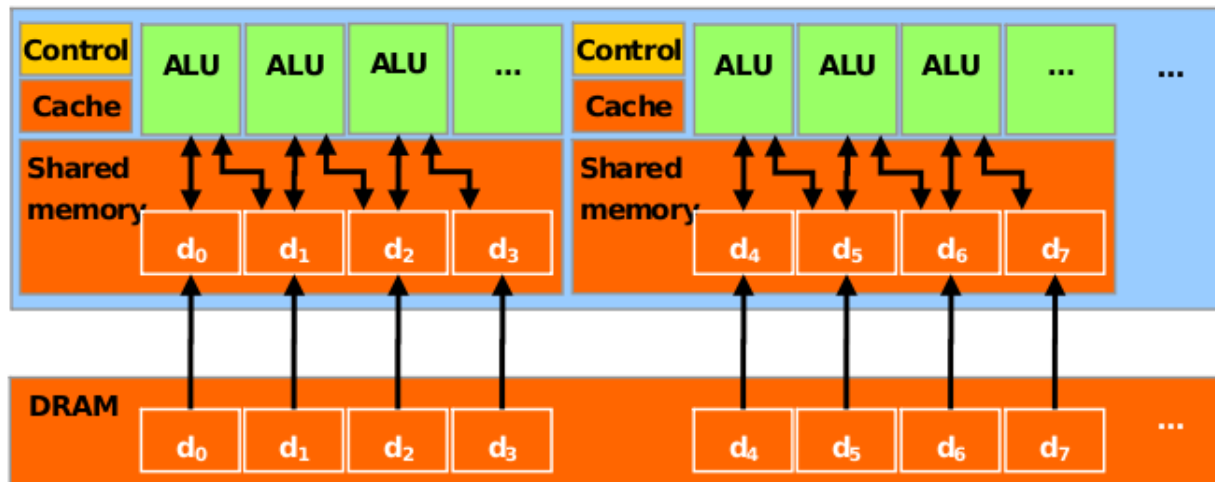 Control ALU ALU ALU ... Control ALU ALU ALU ... ...
Cache Cache
Shared memory Shared memory
d₀ d₁ d₂ d₃ d₄ d₅ d₆ d₇
DRAM ...
d₀ d₁ d₂ d₃ d₄ d₅ d₆ d₇